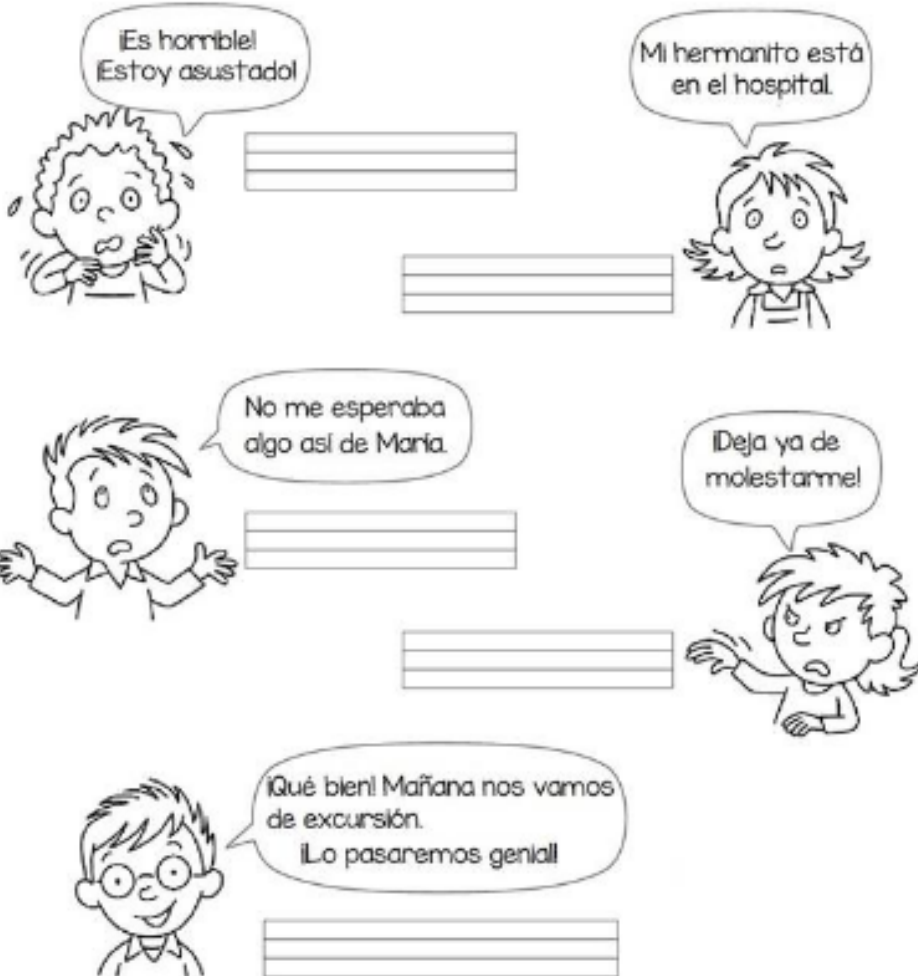 ¡Es horrible!
¡Estoy asustado!
Mi hermanito está
en el hospital.
No me esperaba
algo así de María.
¡Deja ya de
molestarme!
¡Qué bien! Mañana nos vamos
de excursión.
¡Lo pasaremos genial!